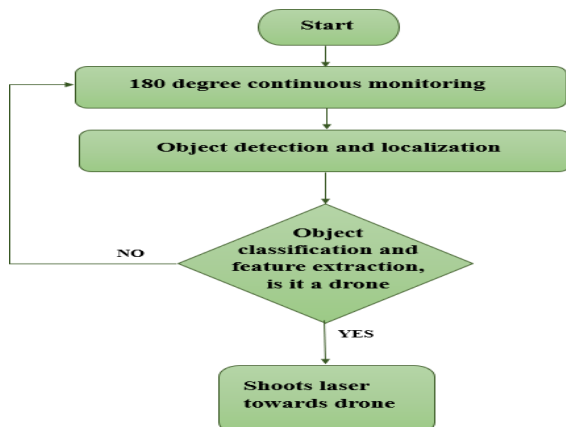 Start
180 degree continuous monitoring
Object detection and localization
Object
classification and
feature extraction,
is it a drone
NO
YES
Shoots laser
towards drone